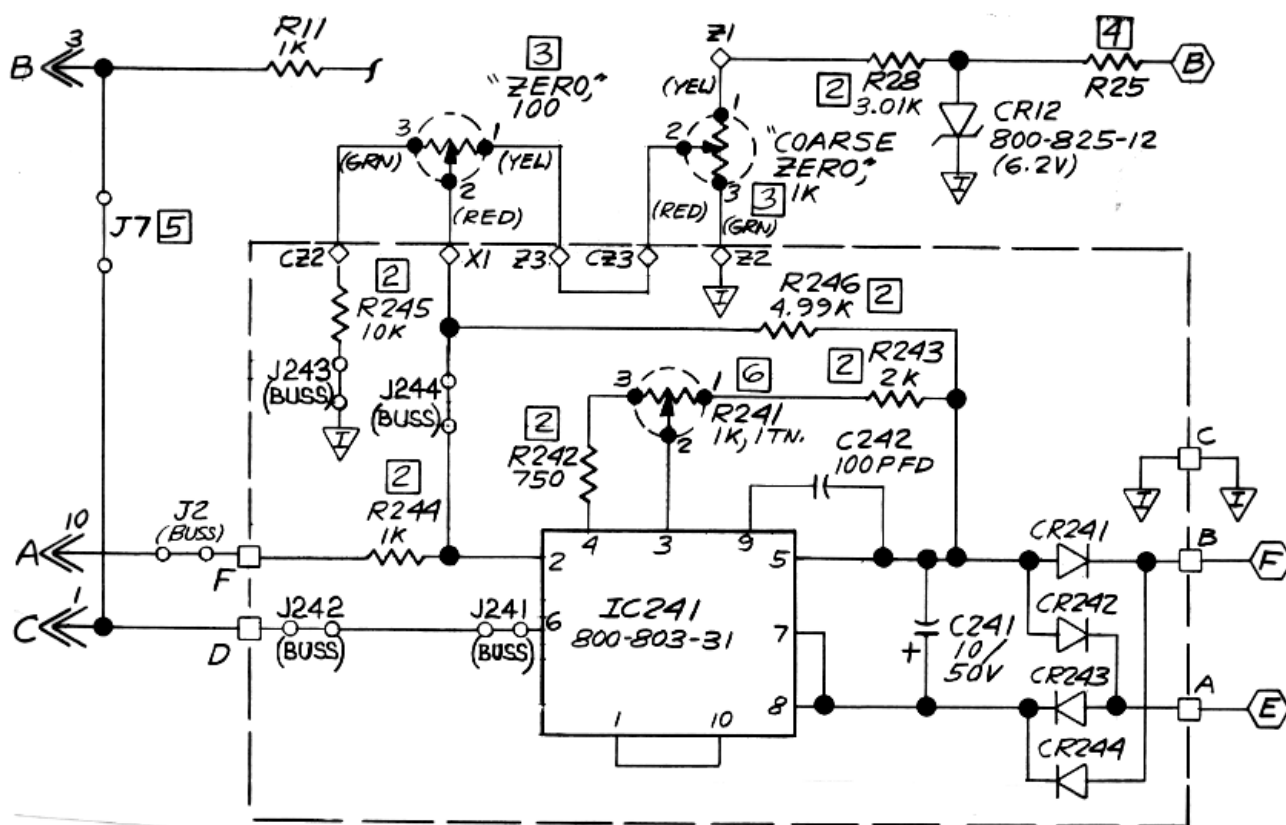 B 3
R11
1K
3
"ZERO,"
100
3
1
(GRN)
(YEL)
2
(RED)
Z1
(YEL)
1
2
"COARSE
ZERO,"
1K
3
3
(RED)
(GRN)
2
R28
3.01K
4
R25
B
CR12
800-825-12
(6.2V)
I
J7 5
CZ2
X1
Z3
CZ3
Z2
I
2
R245
10K
J243
(BUSS)
I
J244
(BUSS)
R246
4.99K
2
3
1
6
R241
1K, 1TN.
2
2
R243
2K
2
R242
750
C242
100PFD
C
I
I
2
R244
1K
A 10
J2
(BUSS)
F
C 1
D
J242
(BUSS)
J241
(BUSS)
2
4
3
9
5
6
IC241
800-803-31
7
8
1
10
+
C241
10/
50V
CR241
CR242
CR243
CR244
B
F
A
E